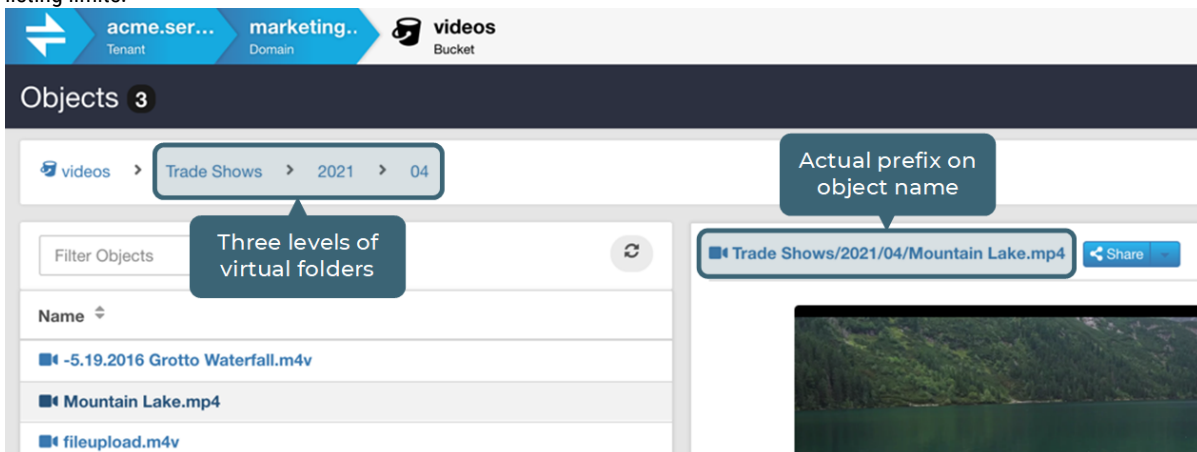 acme.ser... marketing.. videos
Tenant Domain Bucket
Objects 3
videos > Trade Shows > 2021 > 04
Actual prefix on
object name
Three levels of
virtual folders
Filter Objects
Trade Shows/2021/04/Mountain Lake.mp4 Share
Name
-5.19.2016 Grotto Waterfall.m4v
Mountain Lake.mp4
fileupload.m4v